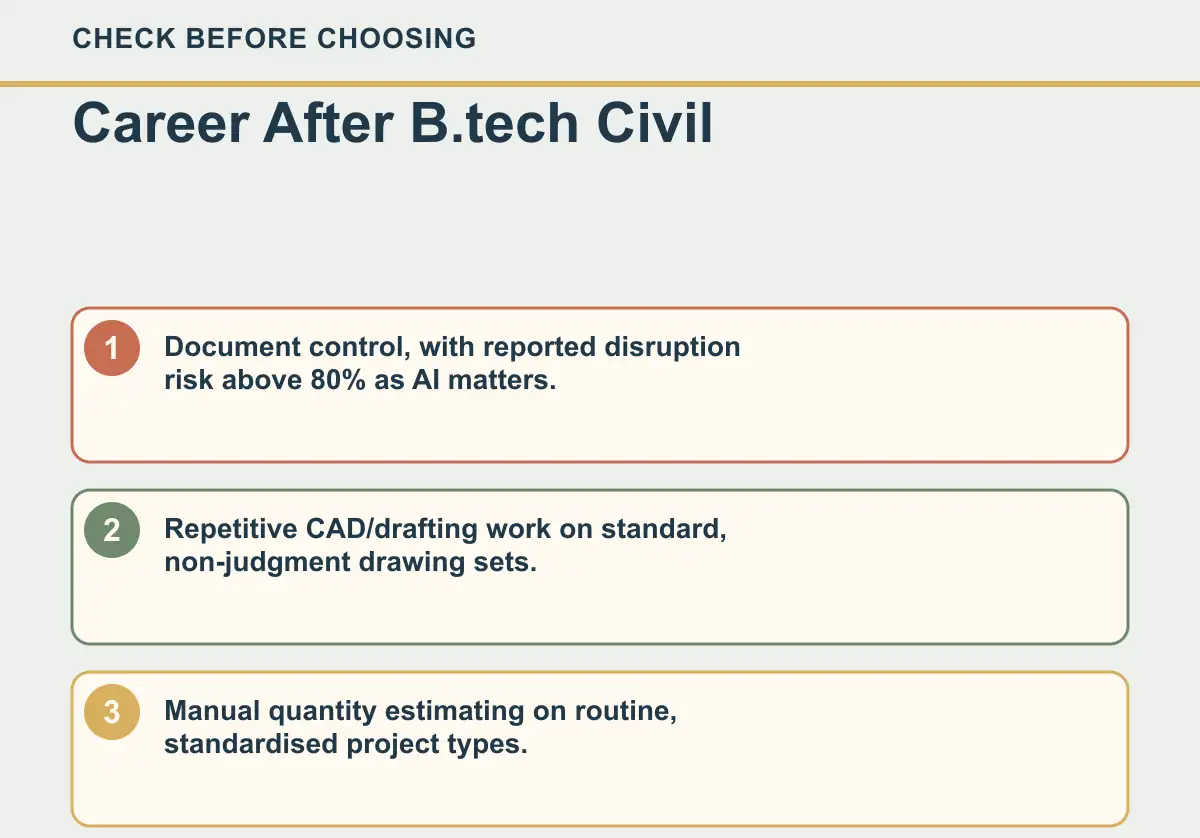 CHECK BEFORE CHOOSING
Career After B.tech Civil
1
Document control, with reported disruption
risk above 80% as AI matters.
2
Repetitive CAD/drafting work on standard,
non-judgment drawing sets.
3
Manual quantity estimating on routine,
standardised project types.